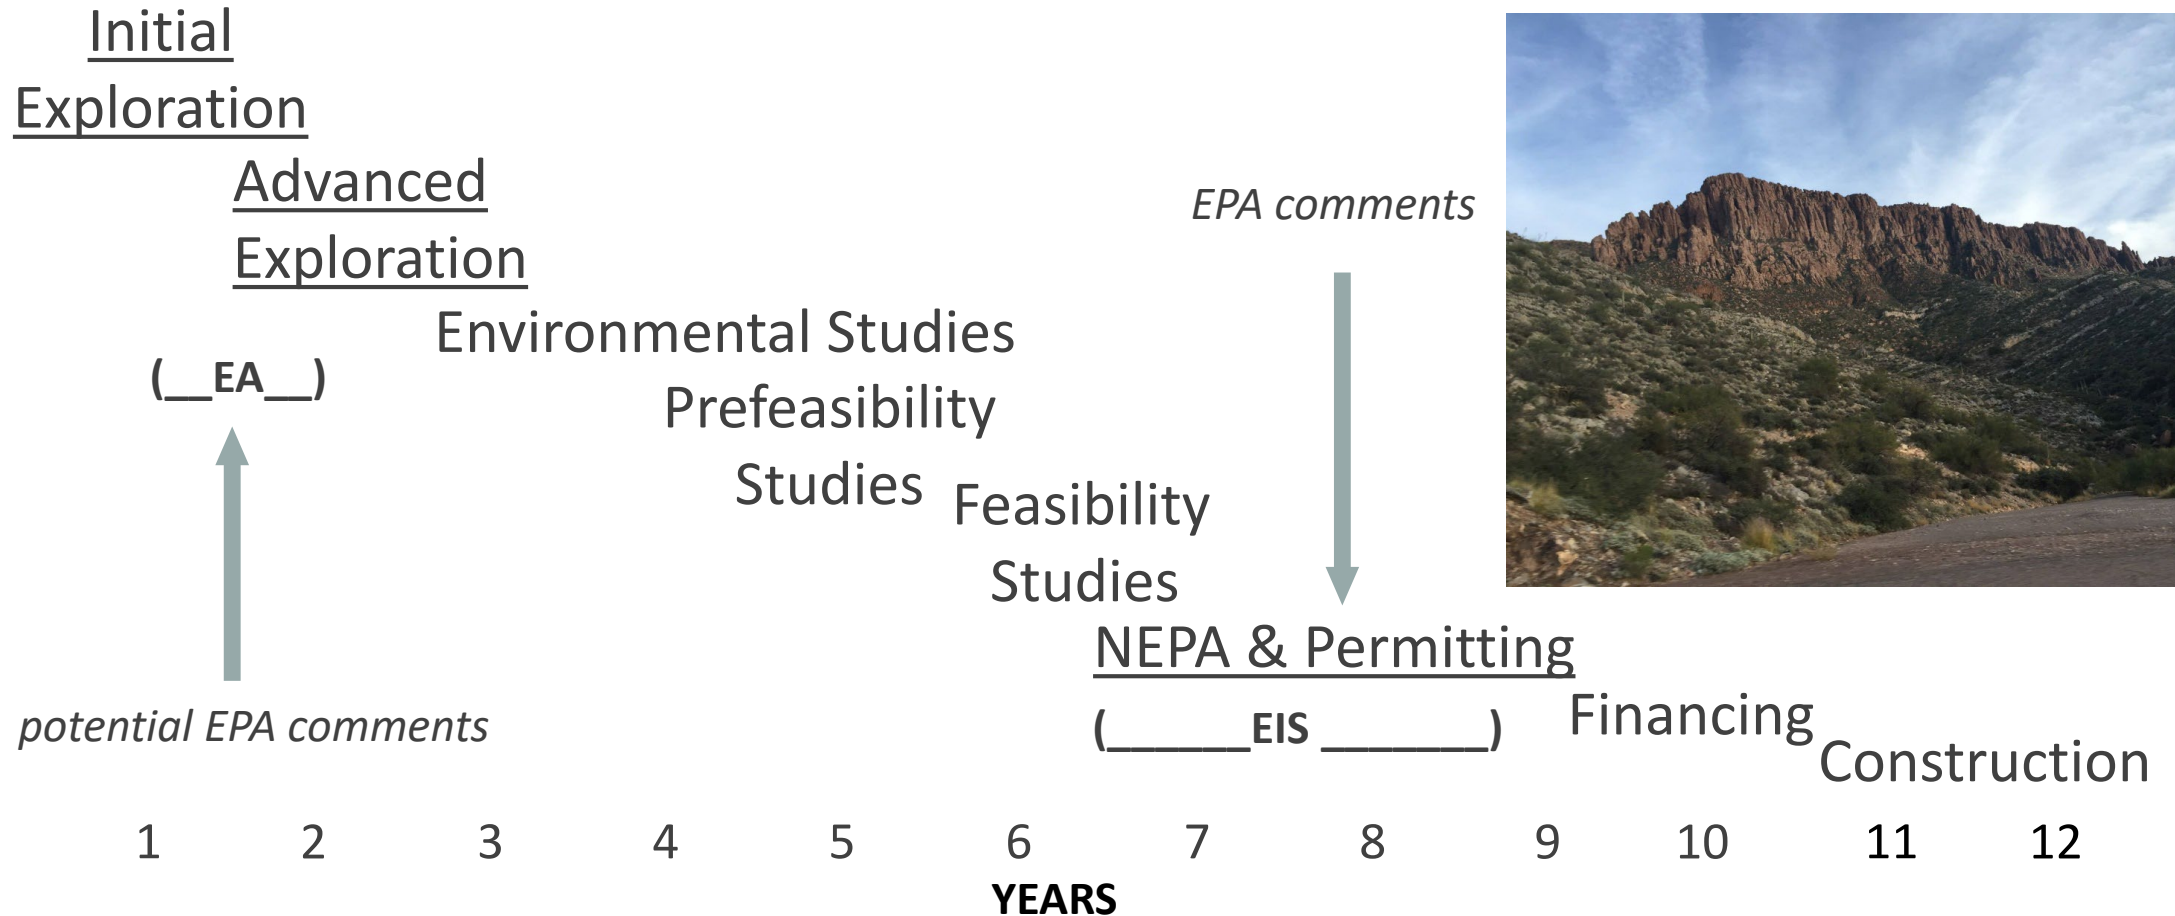 Initial
Exploration
Advanced
Exploration
EPA comments
Environmental Studies
(__EA__)
Prefeasibility
Studies
Feasibility
Studies
NEPA & Permitting
potential EPA comments
(______EIS _______)
Financing
Construction
1 2 3 4 5 6 7 8 9 10 11 12
YEARS